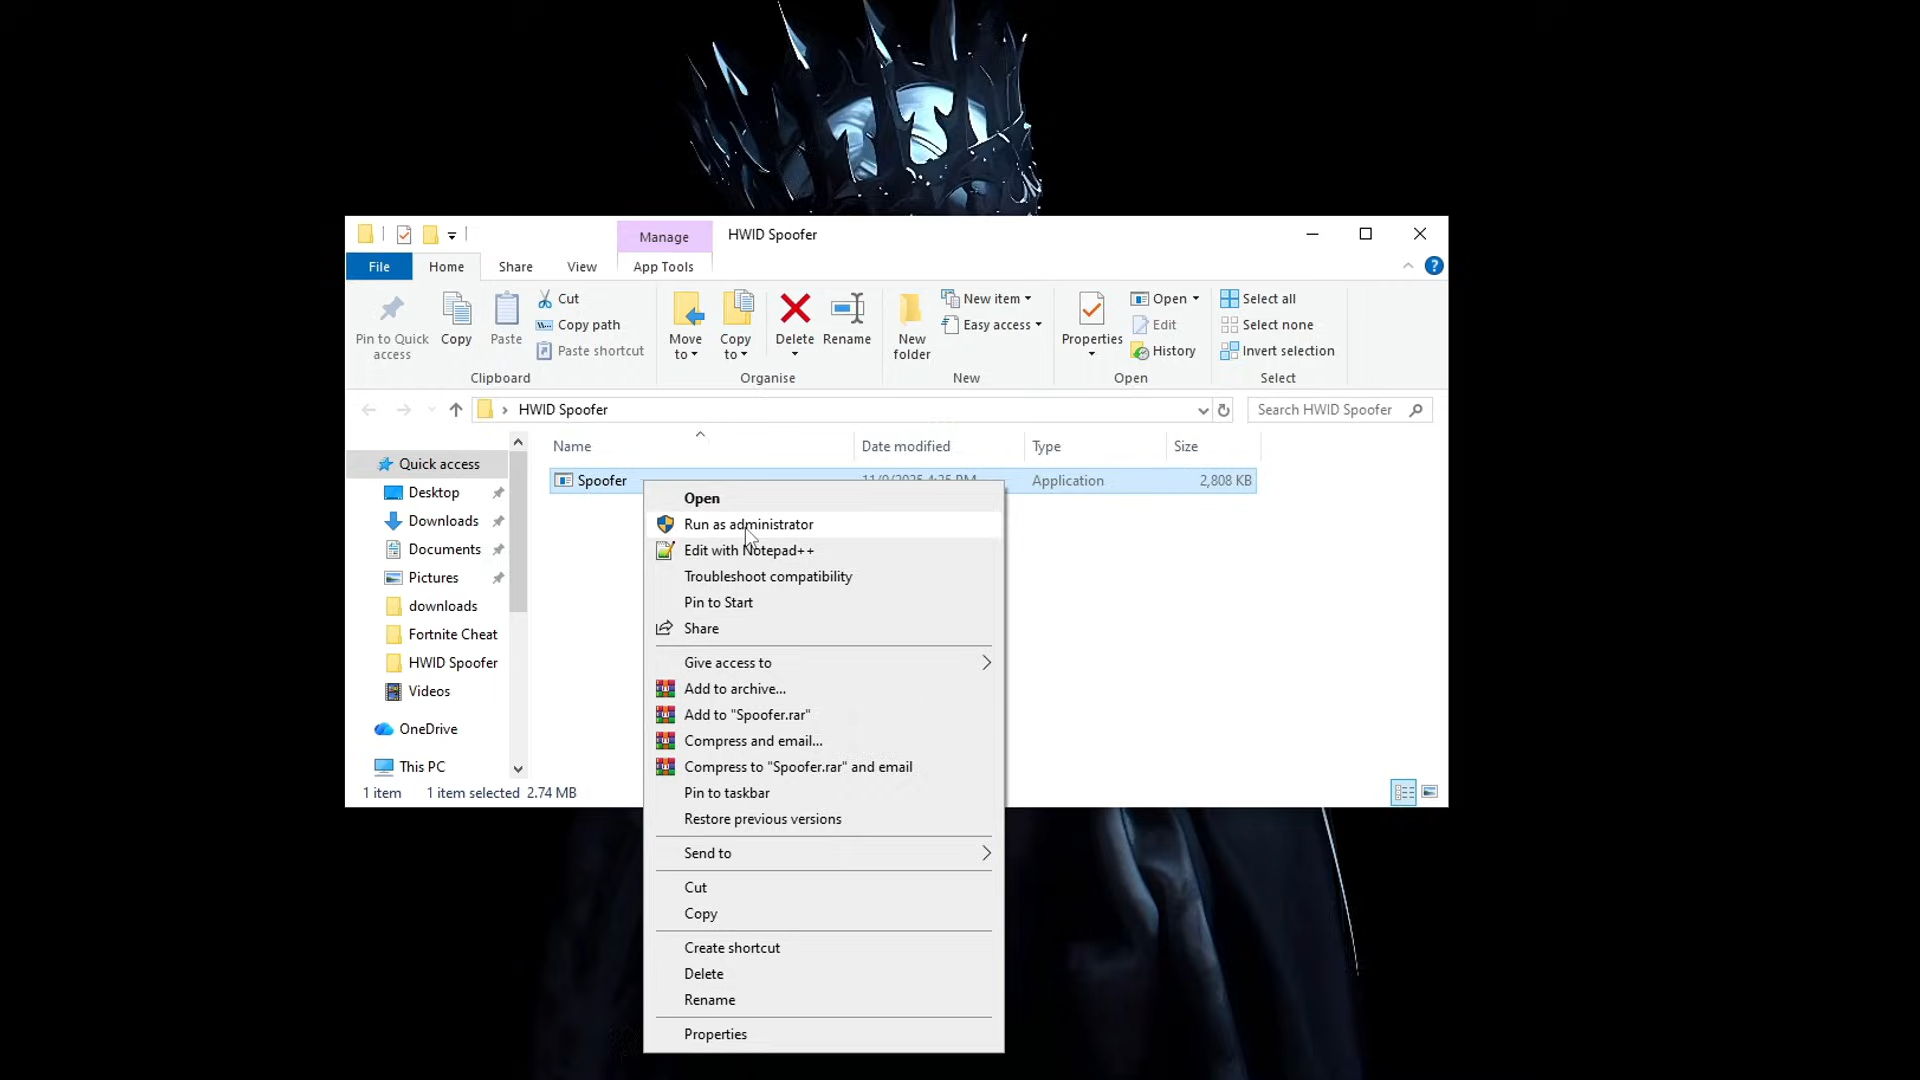 Manage
HWID Spoofer
File
Home
Share
View
App Tools
Pin to Quick
access
Copy
Paste
Cut
Copy path
Paste shortcut
Clipboard
Move
to
Copy
to
Delete
Rename
Organise
New
folder
New item
Easy access
New
Properties
Open
Edit
History
Open
Select all
Select none
Invert selection
Select
HWID Spoofer
Search HWID Spoofer
Name
Date modified
Type
Size
Quick access
Desktop
Downloads
Documents
Pictures
downloads
Fortnite Cheat
HWID Spoofer
Videos
OneDrive
This PC
Spoofer
Application
2,808 KB
Open
Run as administrator
Edit with Notepad++
Troubleshoot compatibility
Pin to Start
Share
Give access to
Add to archive...
Add to "Spoofer.rar"
Compress and email...
Compress to "Spoofer.rar" and email
Pin to taskbar
Restore previous versions
Send to
Cut
Copy
Create shortcut
Delete
Rename
Properties
1 item
1 item selected 2.74 MB